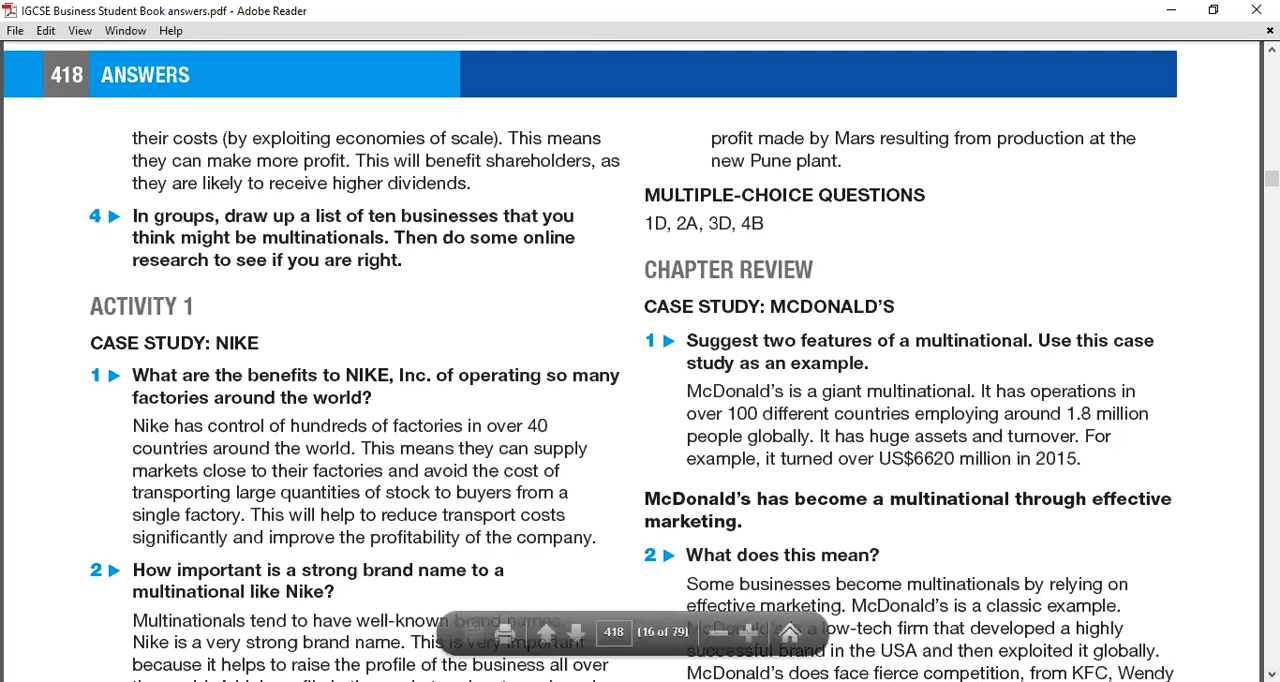 IGCSE Business Student Book answers.pdf - Adobe Reader
File Edit View Window Help
418 ANSWERS
their costs (by exploiting economies of scale). This means
they can make more profit. This will benefit shareholders, as
they are likely to receive higher dividends.
4 In groups, draw up a list of ten businesses that you
think might be multinationals. Then do some online
research to see if you are right.
ACTIVITY 1
CASE STUDY: NIKE
1 What are the benefits to NIKE, Inc. of operating so many
factories around the world?
Nike has control of hundreds of factories in over 40
countries around the world. This means they can supply
markets close to their factories and avoid the cost of
transporting large quantities of stock to buyers from a
single factory. This will help to reduce transport costs
significantly and improve the profitability of the company.
2 How important is a strong brand name to a
multinational like Nike?
Multinationals tend to have well-known brand names.
Nike is a very strong brand name. This is very important
because it helps to raise the profile of the business all over
profit made by Mars resulting from production at the
new Pune plant.
MULTIPLE-CHOICE QUESTIONS
1D, 2A, 3D, 4B
CHAPTER REVIEW
CASE STUDY: MCDONALD'S
1 Suggest two features of a multinational. Use this case
study as an example.
McDonald's is a giant multinational. It has operations in
over 100 different countries employing around 1.8 million
people globally. It has huge assets and turnover. For
example, it turned over US$6620 million in 2015.
McDonald's has become a multinational through effective
marketing.
2 What does this mean?
Some businesses become multinationals by relying on
effective marketing. McDonald's is a classic example.
McDonald's is a low-tech firm that developed a highly
successful brand in the USA and then exploited it globally.
McDonald's does face fierce competition, from KFC, Wendy
418 (16 of 79)